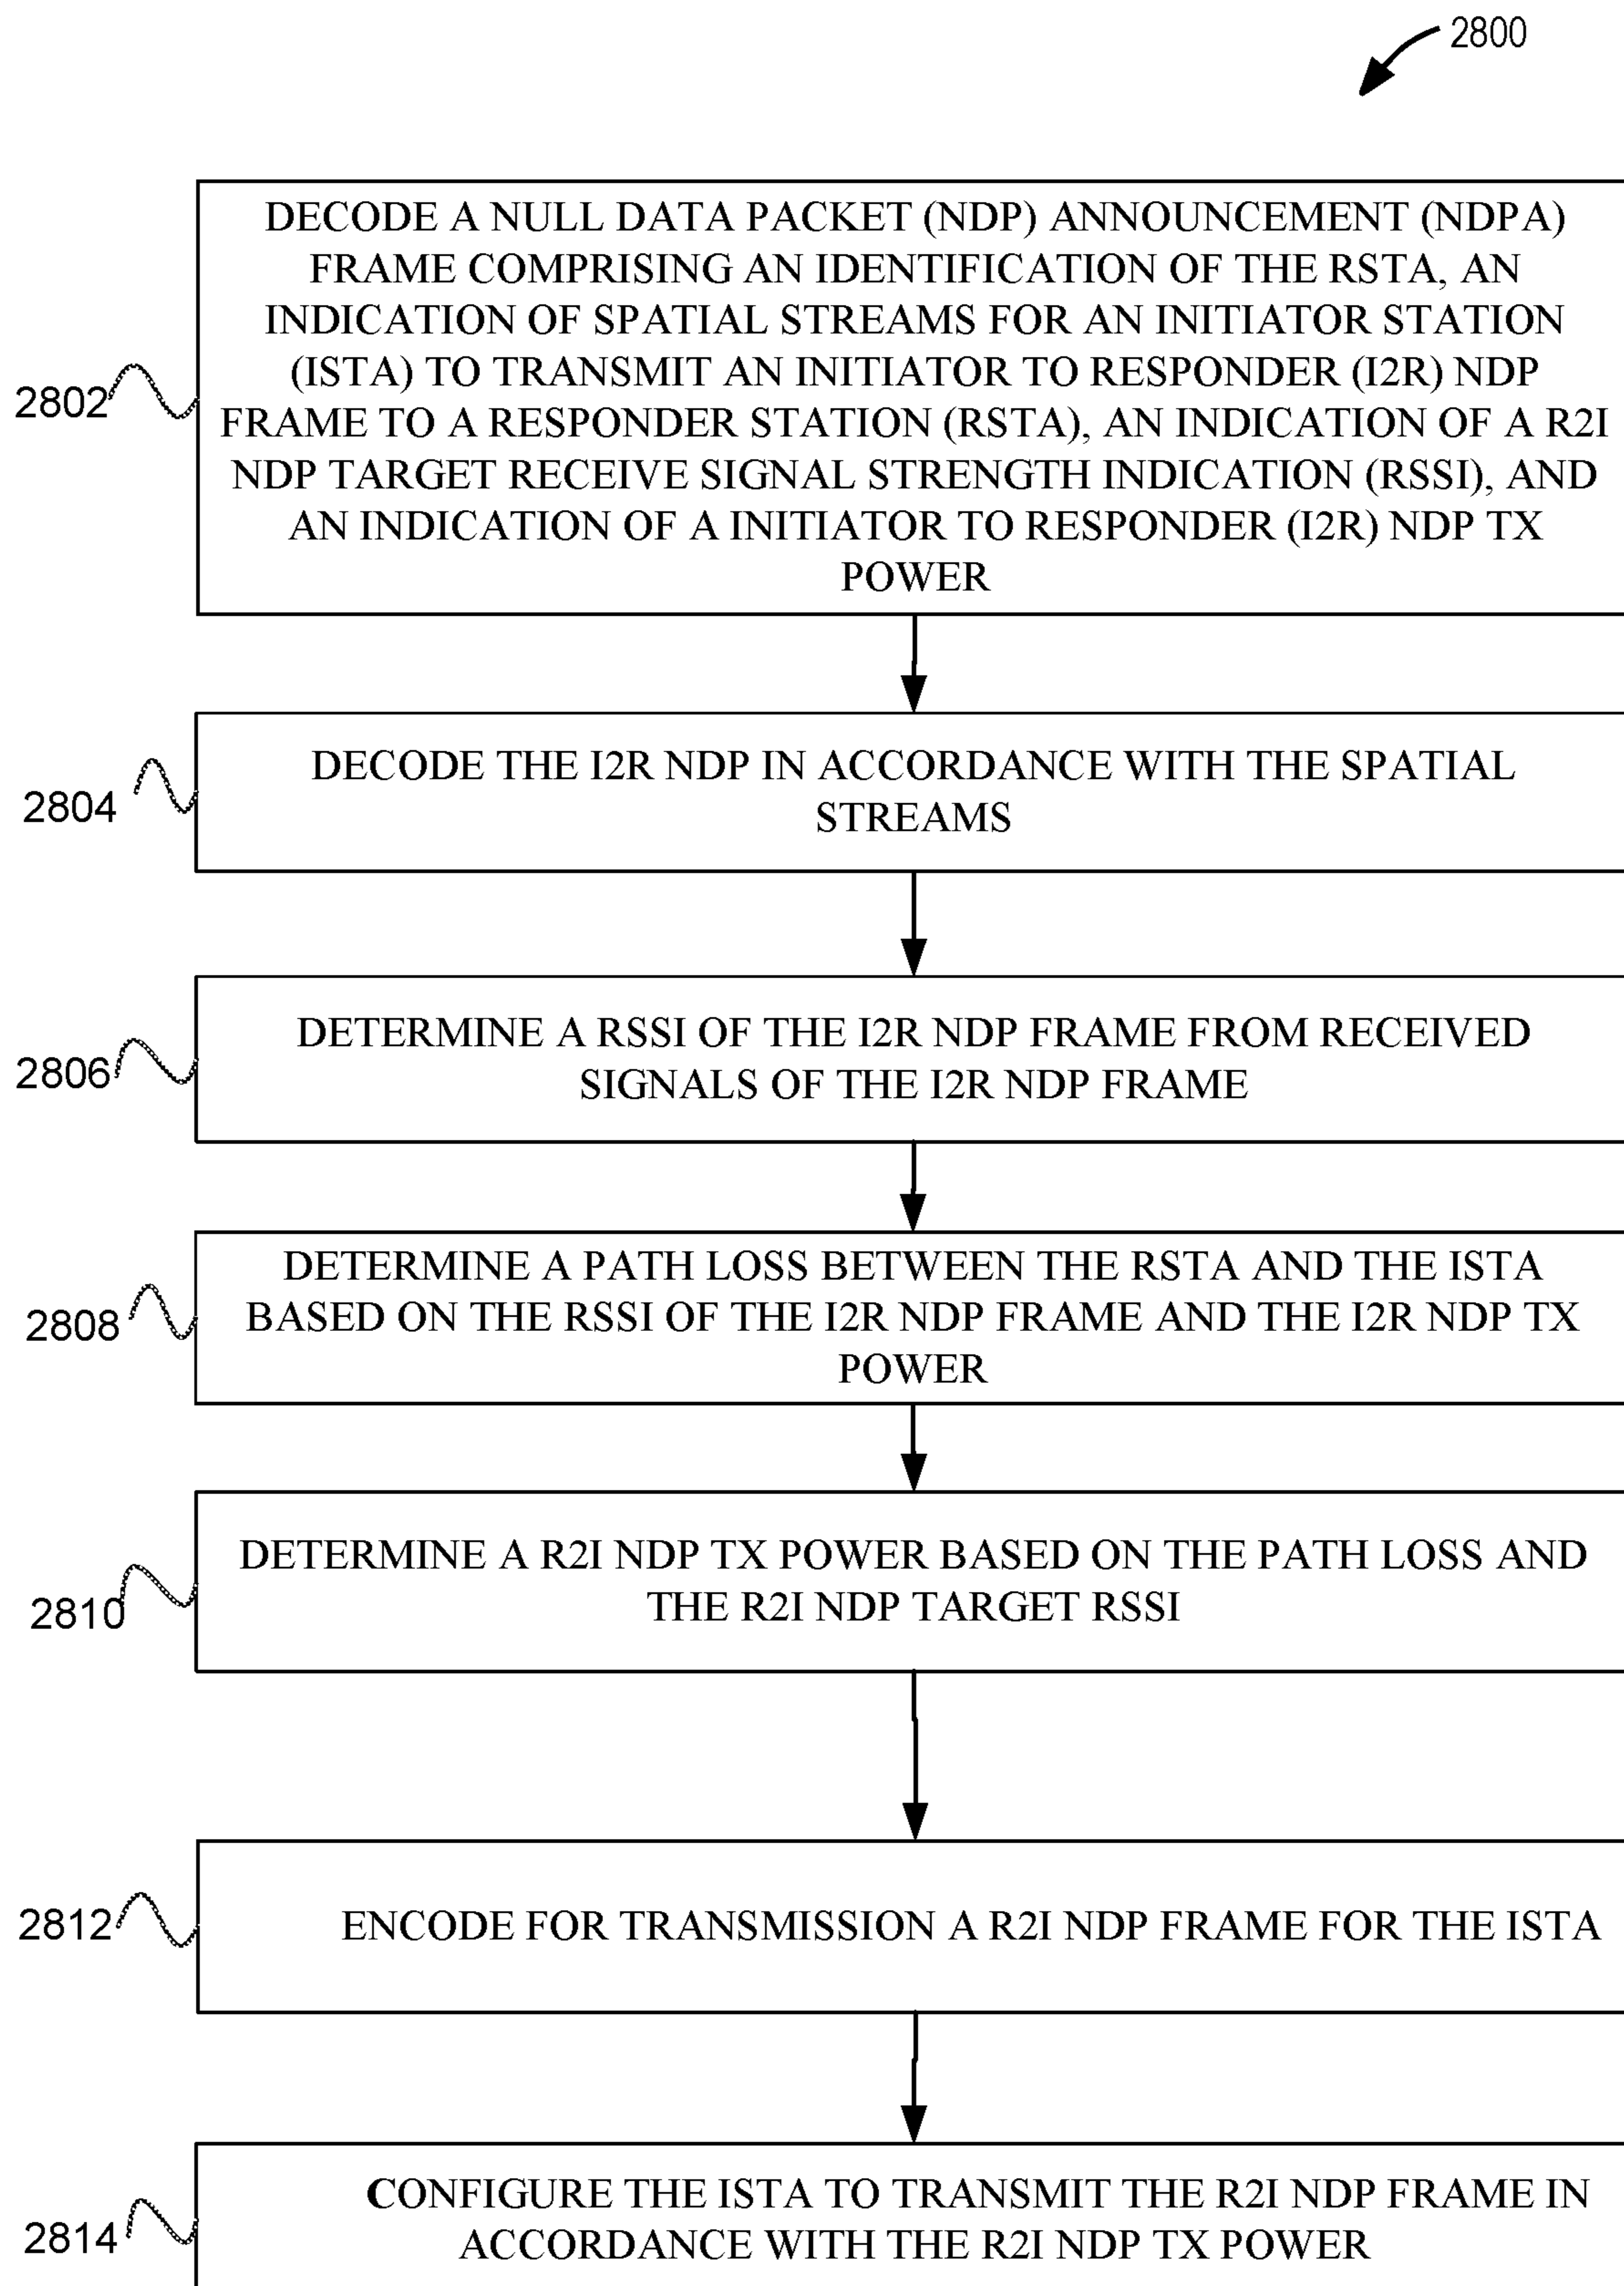 2800
DECODE A NULL DATA PACKET (NDP) ANNOUNCEMENT (NDPA)
FRAME COMPRISING AN IDENTIFICATION OF THE RSTA, AN
INDICATION OF SPATIAL STREAMS FOR AN INITIATOR STATION
(ISTA) TO TRANSMIT AN INITIATOR TO RESPONDER (I2R) NDP
FRAME TO A RESPONDER STATION (RSTA), AN INDICATION OF A R2I
NDP TARGET RECEIVE SIGNAL STRENGTH INDICATION (RSSI), AND
AN INDICATION OF A INITIATOR TO RESPONDER (I2R) NDP TX
POWER
2802
DECODE THE I2R NDP IN ACCORDANCE WITH THE SPATIAL
STREAMS
2804
DETERMINE A RSSI OF THE I2R NDP FRAME FROM RECEIVED
SIGNALS OF THE I2R NDP FRAME
2806
DETERMINE A PATH LOSS BETWEEN THE RSTA AND THE ISTA
BASED ON THE RSSI OF THE I2R NDP FRAME AND THE I2R NDP TX
POWER
2808
DETERMINE A R2I NDP TX POWER BASED ON THE PATH LOSS AND
THE R2I NDP TARGET RSSI
2810
ENCODE FOR TRANSMISSION A R2I NDP FRAME FOR THE ISTA
2812
CONFIGURE THE ISTA TO TRANSMIT THE R2I NDP FRAME IN
ACCORDANCE WITH THE R2I NDP TX POWER
2814